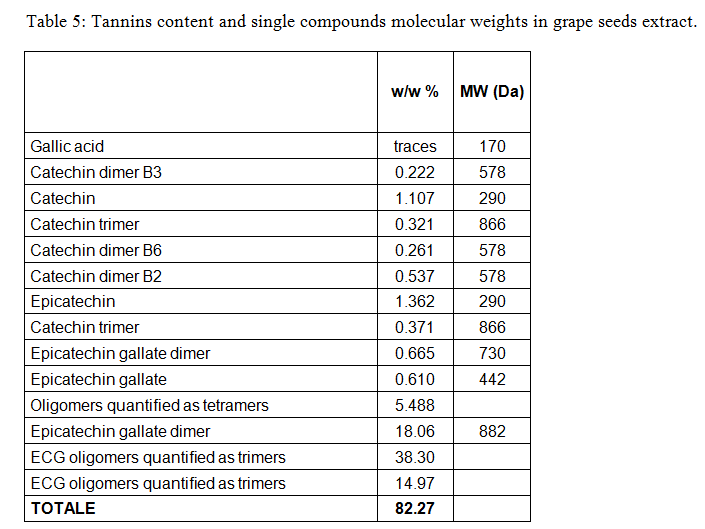 Table 5: Tannins content and single compounds molecular weights in grape seeds extract.
w/w % MW (Da)
Gallic acid traces 170
Catechin dimer B3 0.222 578
Catechin 1.107 290
Catechin trimer 0.321 866
Catechin dimer B6 0.261 578
Catechin dimer B2 0.537 578
Epicatechin 1.362 290
Catechin trimer 0.371 866
Epicatechin gallate dimer 0.665 730
Epicatechin gallate 0.610 442
Oligomers quantified as tetramers 5.488
Epicatechin gallate dimer 18.06 882
ECG oligomers quantified as trimers 38.30
ECG oligomers quantified as trimers 14.97
TOTALE 82.27